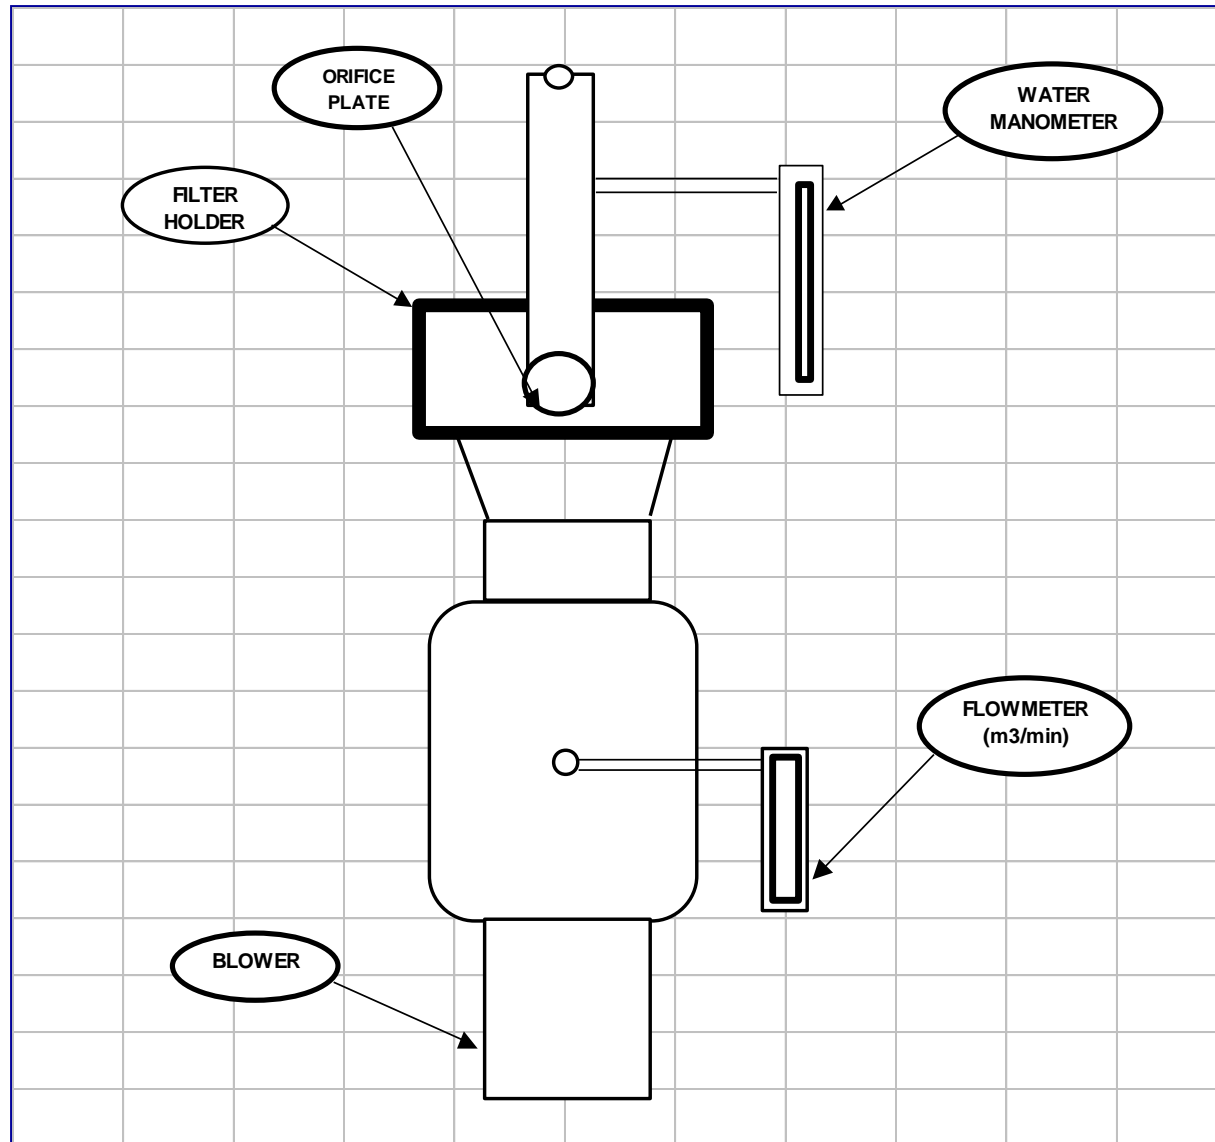 ORIFICE
PLATE
WATER
MANOMETER
FILTER
HOLDER
FLOWMETER
(m3/min)
BLOWER